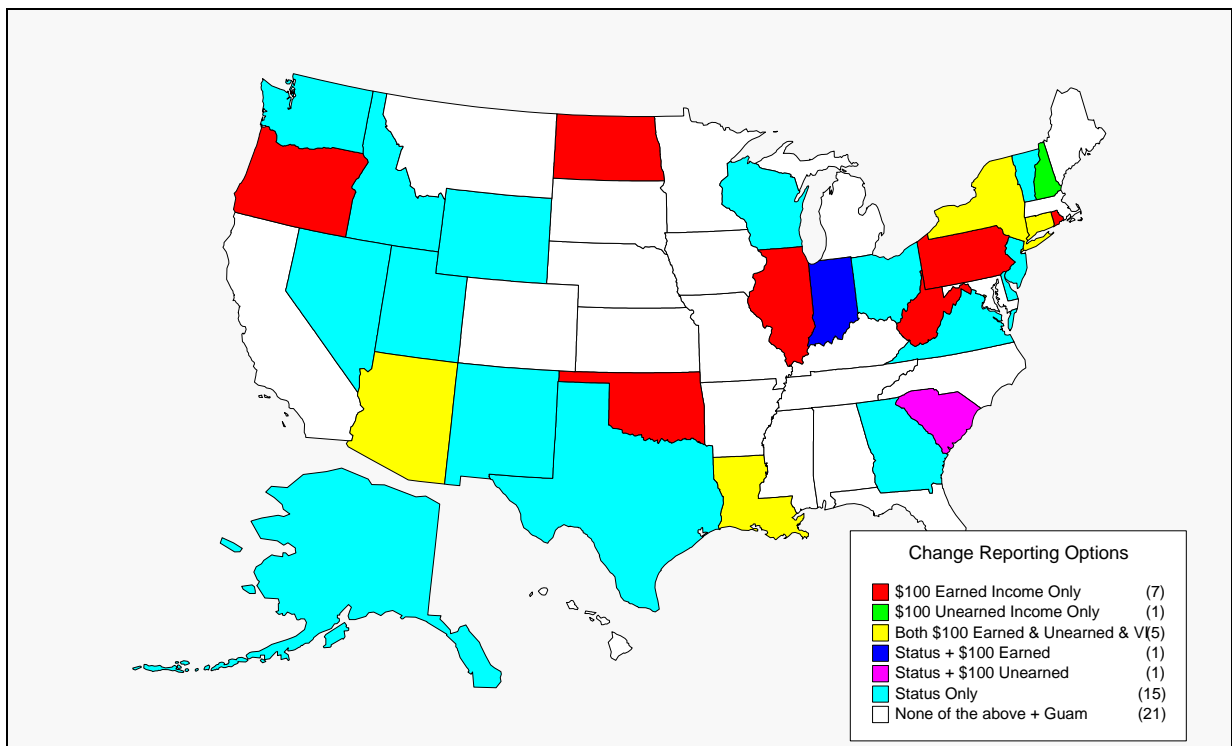 Change Reporting Options
$100 Earned Income Only (7)
$100 Unearned Income Only (1)
Both $100 Earned & Unearned & VI(5)
Status + $100 Earned (1)
Status + $100 Unearned (1)
Status Only (15)
None of the above + Guam (21)